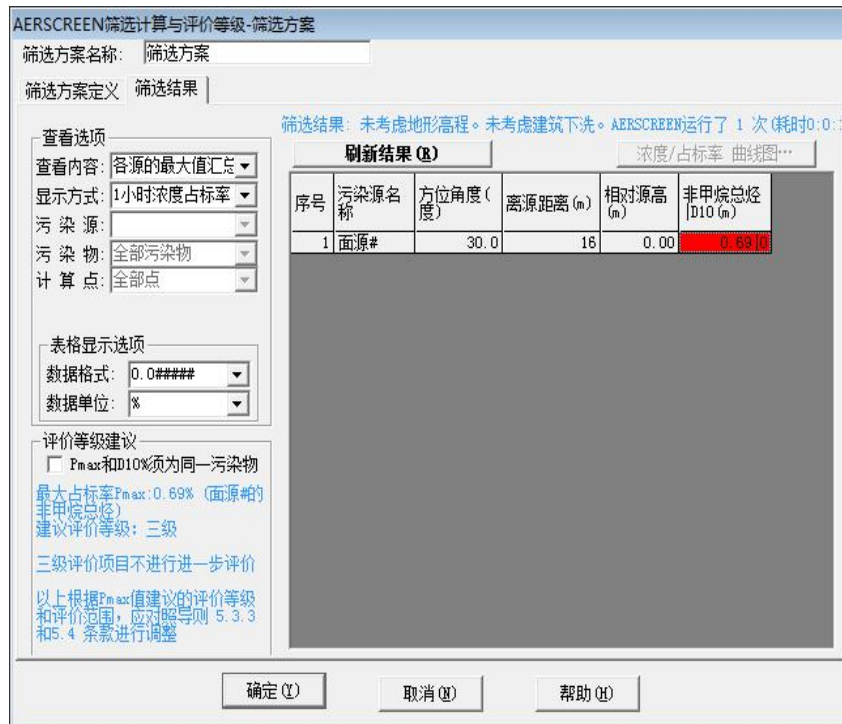 AERSCREEN筛选计算与评价等级-筛选方案
筛选方案名称: 筛选方案
筛选方案定义 筛选结果
筛选结果: 未考虑地形高程。未考虑建筑下洗。AERSCREEN运行了 1 次(耗时0:0:
查看选项
查看内容: 各源的最大值汇总
显示方式: 1小时浓度占标率
污 染 源:
污 染 物: 全部污染物
计 算 点: 全部点
表格显示选项
数据格式: 0.0#####
数据单位: %
评价等级建议
Pmax和D10%须为同一污染物
最大占标率Pmax:0.69% (面源#的
非甲烷总烃)
建议评价等级: 三级
三级评价项目不进行进一步评价
以上根据Pmax值建议的评价等级
和评价范围,应对照导则 5.3.3
和5.4 条款进行调整
刷新结果(R) 浓度/占标率 曲线图…
序号 污染源名称 方位角度(度) 离源距离(m) 相对源高(m) 非甲烷总烃|D10(m)
1 面源# 30.0 16 0.00 0.69|0
确定(Y) 取消(N) 帮助(H)